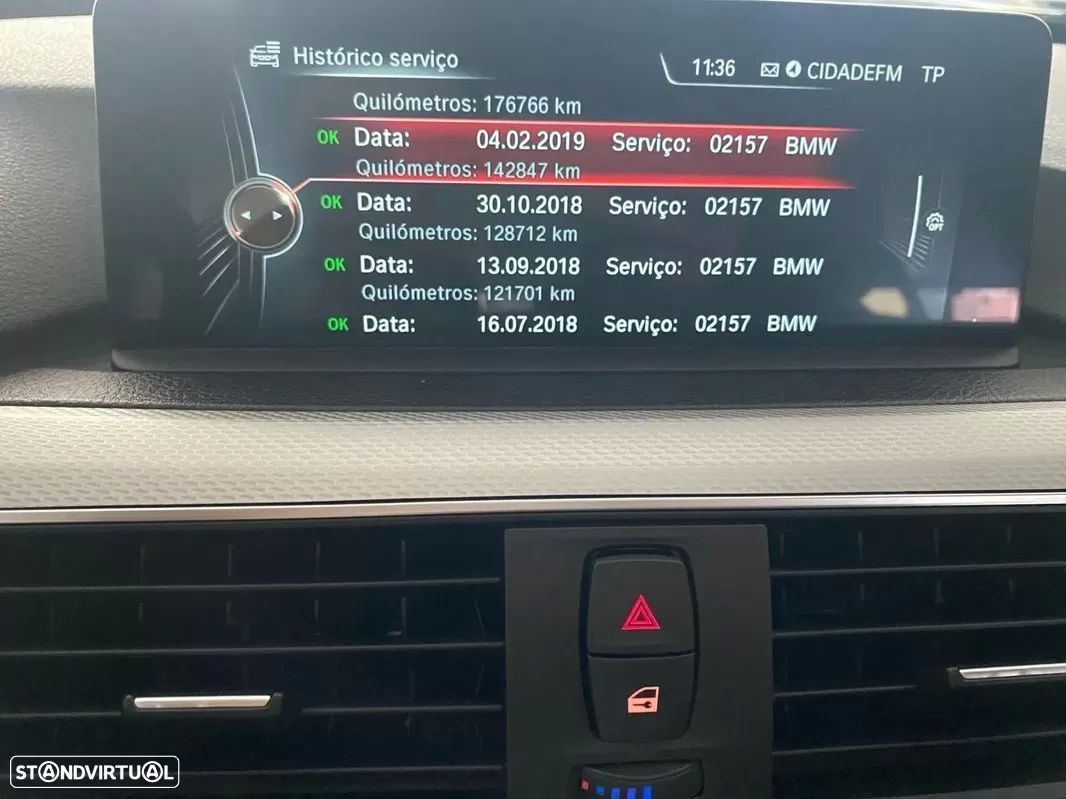 Histórico serviço
11:36 CIDADEFM TP
Quilómetros: 176766 km
OK Data: 04.02.2019 Serviço: 02157 BMW
Quilómetros: 142847 km
OK Data: 30.10.2018 Serviço: 02157 BMW
Quilómetros: 128712 km
OK Data: 13.09.2018 Serviço: 02157 BMW
Quilómetros: 121701 km
OK Data: 16.07.2018 Serviço: 02157 BMW
OPT
STANDVIRTUAL